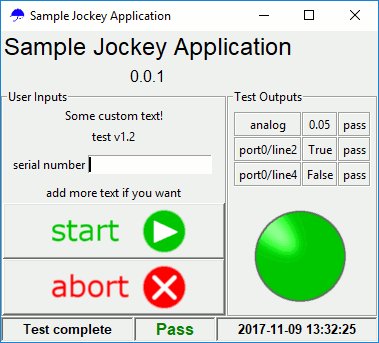 Sample Jockey Application
Sample Jockey Application
0.0.1
User Inputs
Some custom text!
test v1.2
serial number
add more text if you want
start
abort
Test Outputs
analog 0.05 pass
port0/line2 True pass
port0/line4 False pass
Test complete Pass 2017-11-09 13:32:25